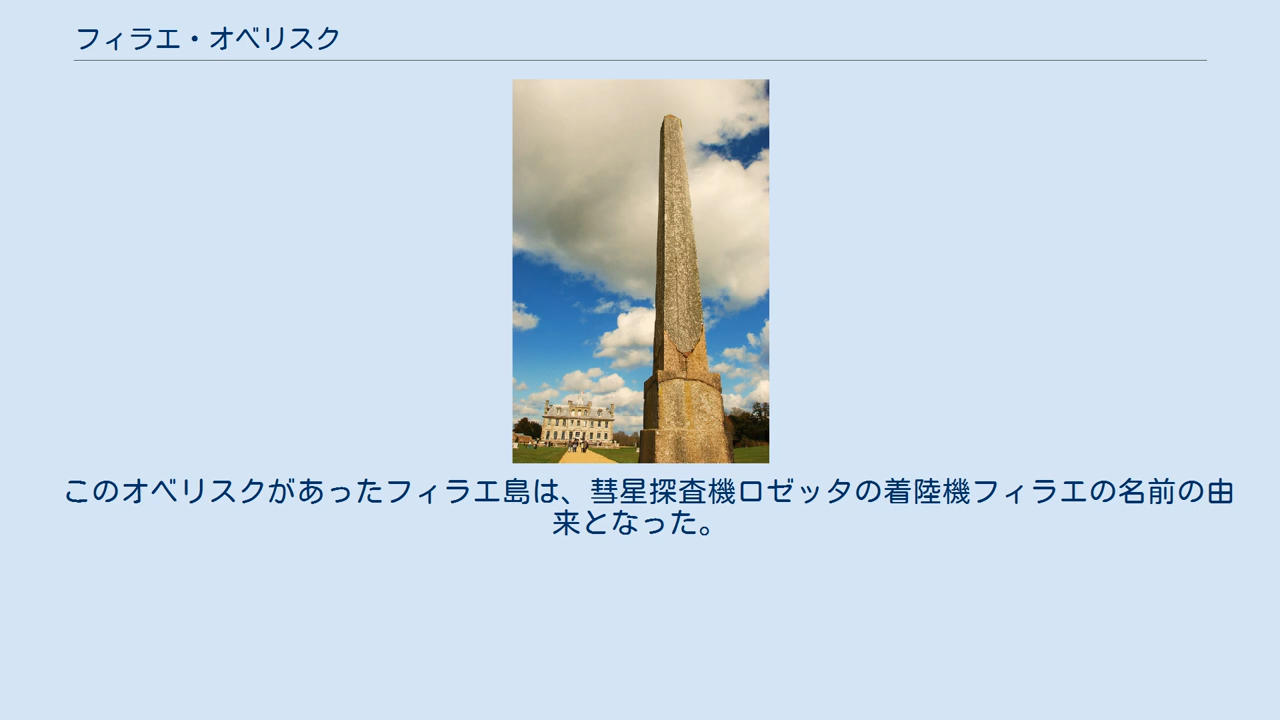 フィラエ・オベリスク
このオベリスクがあったフィラエ島は、彗星探査機ロゼッタの着陸機フィラエの名前の由
来となった。